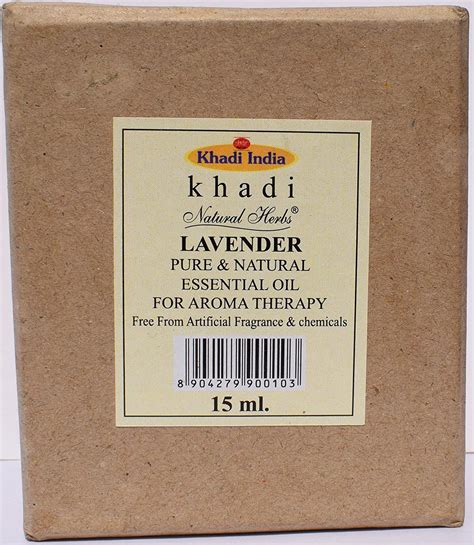 Khadi India
khadi
Natural Herbs®
LAVENDER
PURE & NATURAL
ESSENTIAL OIL
FOR AROMA THERAPY
Free From Artificial Fragrance & chemicals
8 904279 900103
15 ml.